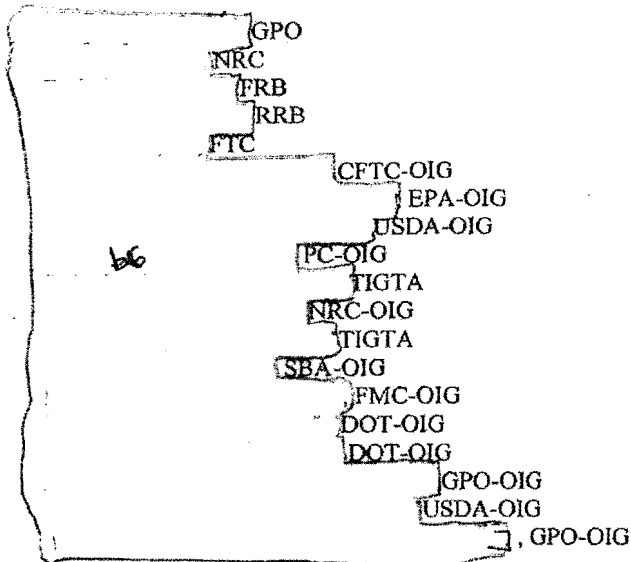 GPO
NRC
FRB
RRB
FTC
CFTC-OIG
EPA-OIG
USDA-OIG
PC-OIG
b6
TIGTA
NRC-OIG
TIGTA
SBA-OIG
FMC-OIG
DOT-OIG
DOT-OIG
GPO-OIG
USDA-OIG
, GPO-OIG